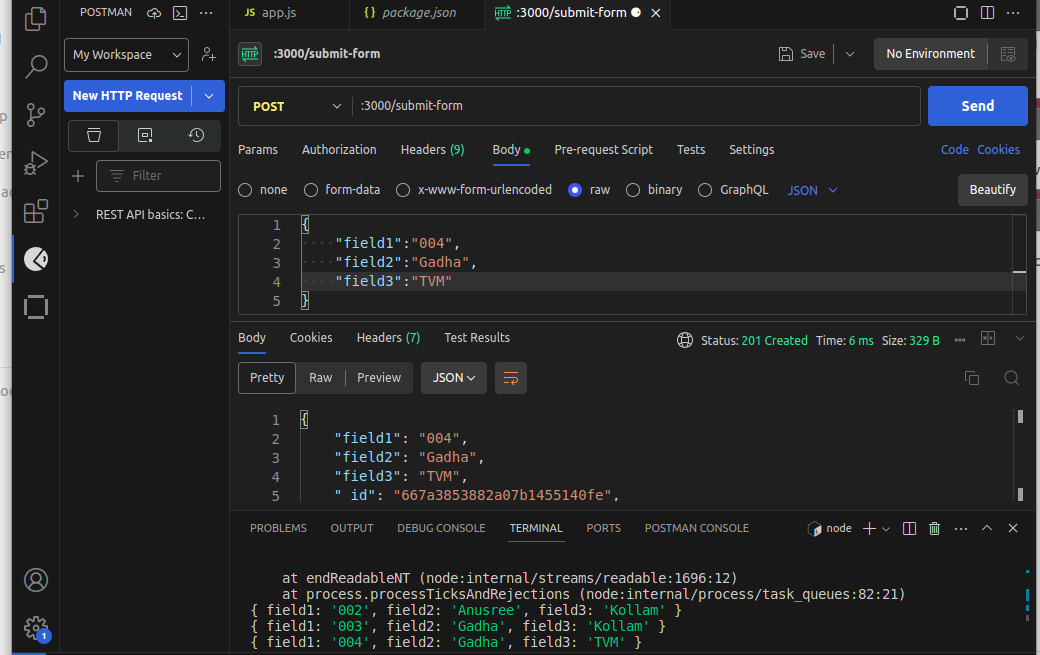 POSTMAN ...
JS app.js {} package.json HTTP :3000/submit-form
My Workspace
HTTP :3000/submit-form Save No Environment
New HTTP Request
POST :3000/submit-form Send
Params Authorization Headers (9) Body Pre-request Script Tests Settings Code Cookies
Filter
none form-data x-www-form-urlencoded raw binary GraphQL JSON Beautify
REST API basics: C...
1 {
2 ····"field1":"004",
3 ····"field2":"Gadha",
4 ····"field3":"TVM"
5 }
Body Cookies Headers (7) Test Results Status: 201 Created Time: 6 ms Size: 329 B
Pretty Raw Preview JSON
1 {
2 "field1": "004",
3 "field2": "Gadha",
4 "field3": "TVM",
5 "_id": "667a3853882a07b1455140fe",
PROBLEMS OUTPUT DEBUG CONSOLE TERMINAL PORTS POSTMAN CONSOLE node
at endReadableNT (node:internal/streams/readable:1696:12)
at process.processTicksAndRejections (node:internal/process/task_queues:82:21)
{ field1: '002', field2: 'Anusree', field3: 'Kollam' }
{ field1: '003', field2: 'Gadha', field3: 'Kollam' }
{ field1: '004', field2: 'Gadha', field3: 'TVM' }
1